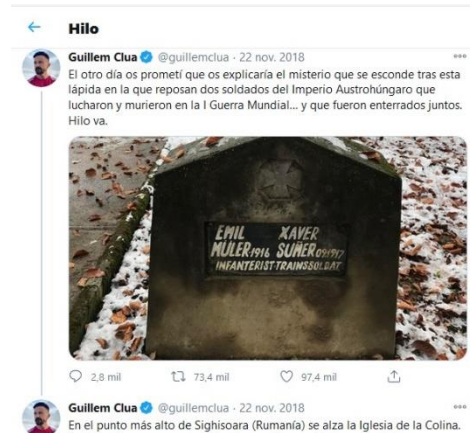 Hilo
Guillem Clua @guillemclua · 22 nov. 2018
El otro día os prometí que os explicaría el misterio que se esconde tras esta
lápida en la que reposan dos soldados del Imperio Austrohúngaro que
lucharon y murieron en la I Guerra Mundial... y que fueron enterrados juntos.
Hilo va.
EMIL XAVER
MÜLER 1916 SUÑER 09 1917
INFANTERIST-TRAINSSOLDAT
2,8 mil 73,4 mil 97,4 mil
Guillem Clua @guillemclua · 22 nov. 2018
En el punto más alto de Sighisoara (Rumanía) se alza la Iglesia de la Colina.